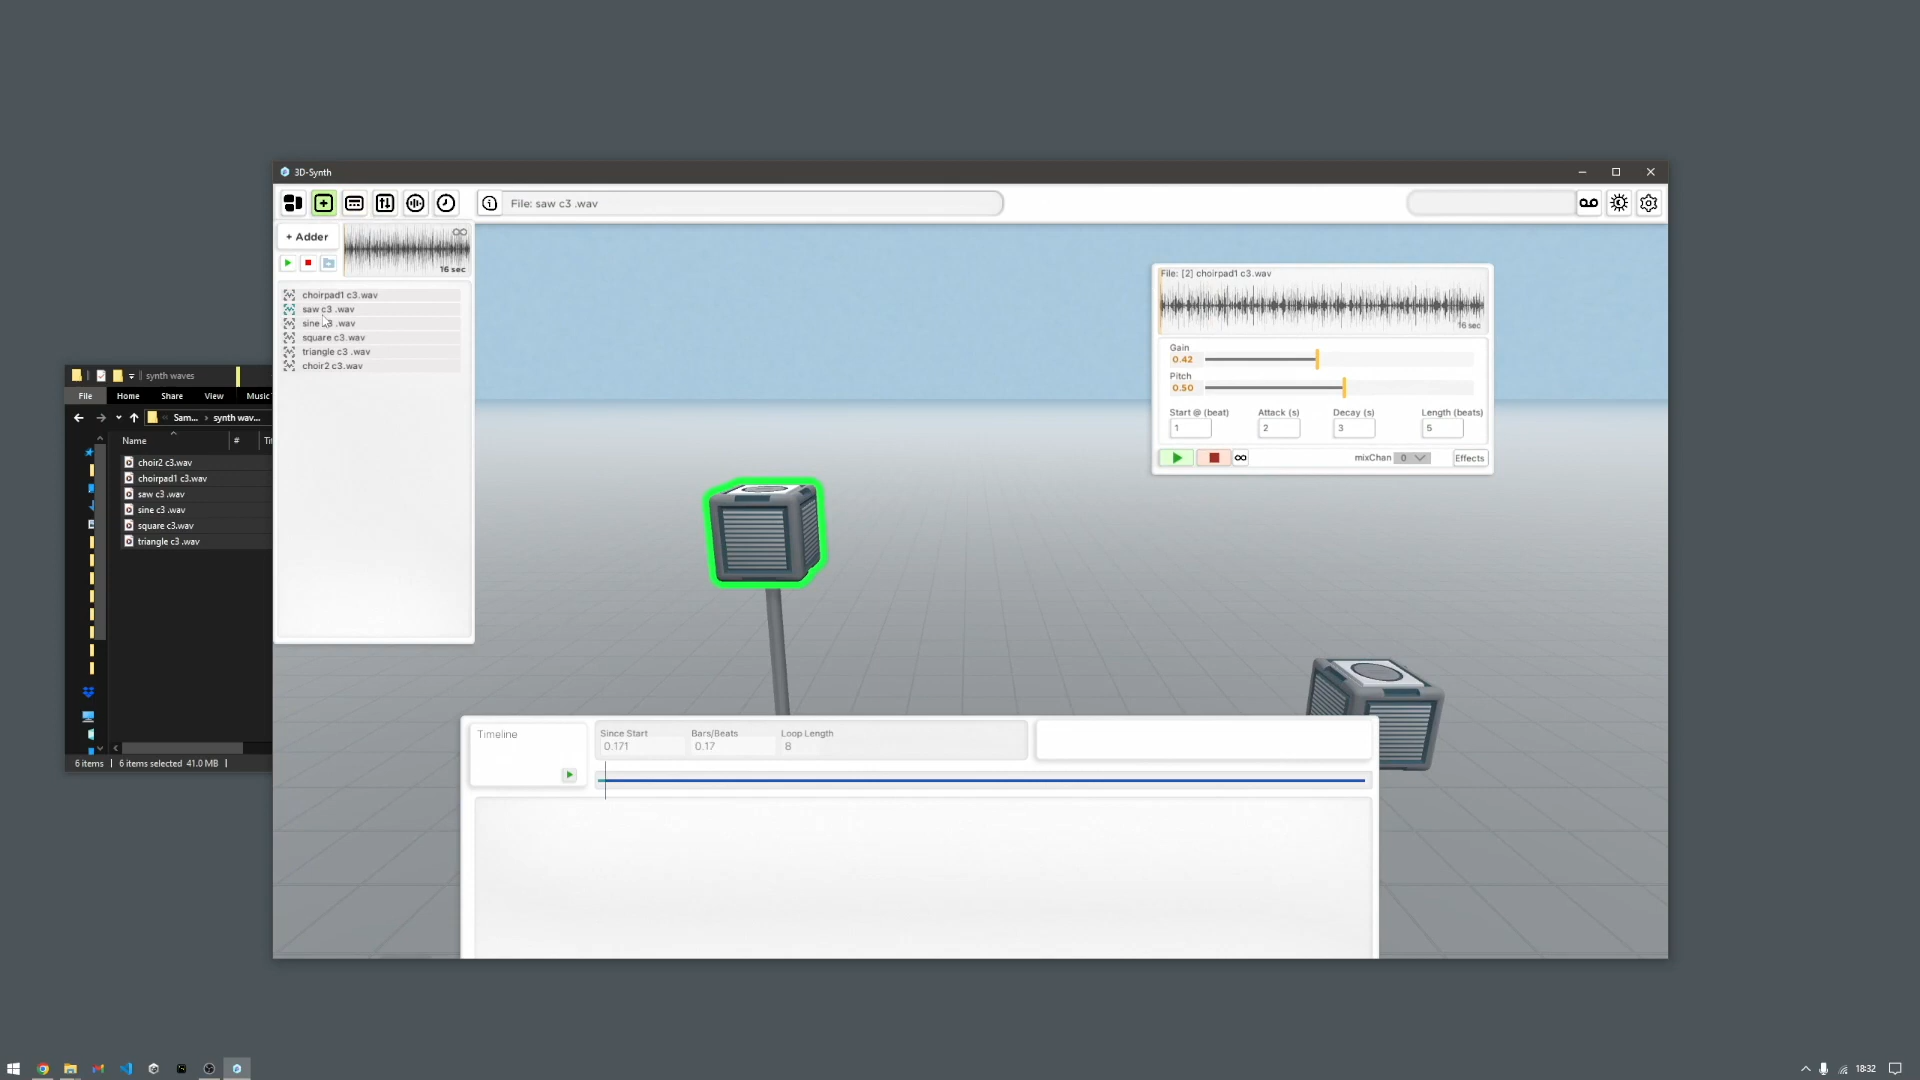 3D-Synth
File: saw c3 .wav
+ Adder
16 sec
choirpad1 c3.wav
saw c3 .wav
sine c3 .wav
square c3.wav
triangle c3 .wav
choir2 c3.wav
File: [2] choirpad1 c3.wav
16 sec
Gain
0.42
Pitch
0.50
Start @ (beat) Attack (s) Decay (s) Length (beats)
1 2 3 5
mixChan 0 Effects
synth waves
File Home Share View Music
Sam... synth wav...
Name #
choir2 c3.wav
choirpad1 c3.wav
saw c3 .wav
sine c3 .wav
square c3.wav
triangle c3 .wav
6 items 6 items selected 41.0 MB
Timeline
Since Start Bars/Beats Loop Length
0.171 0.17 8
18:32